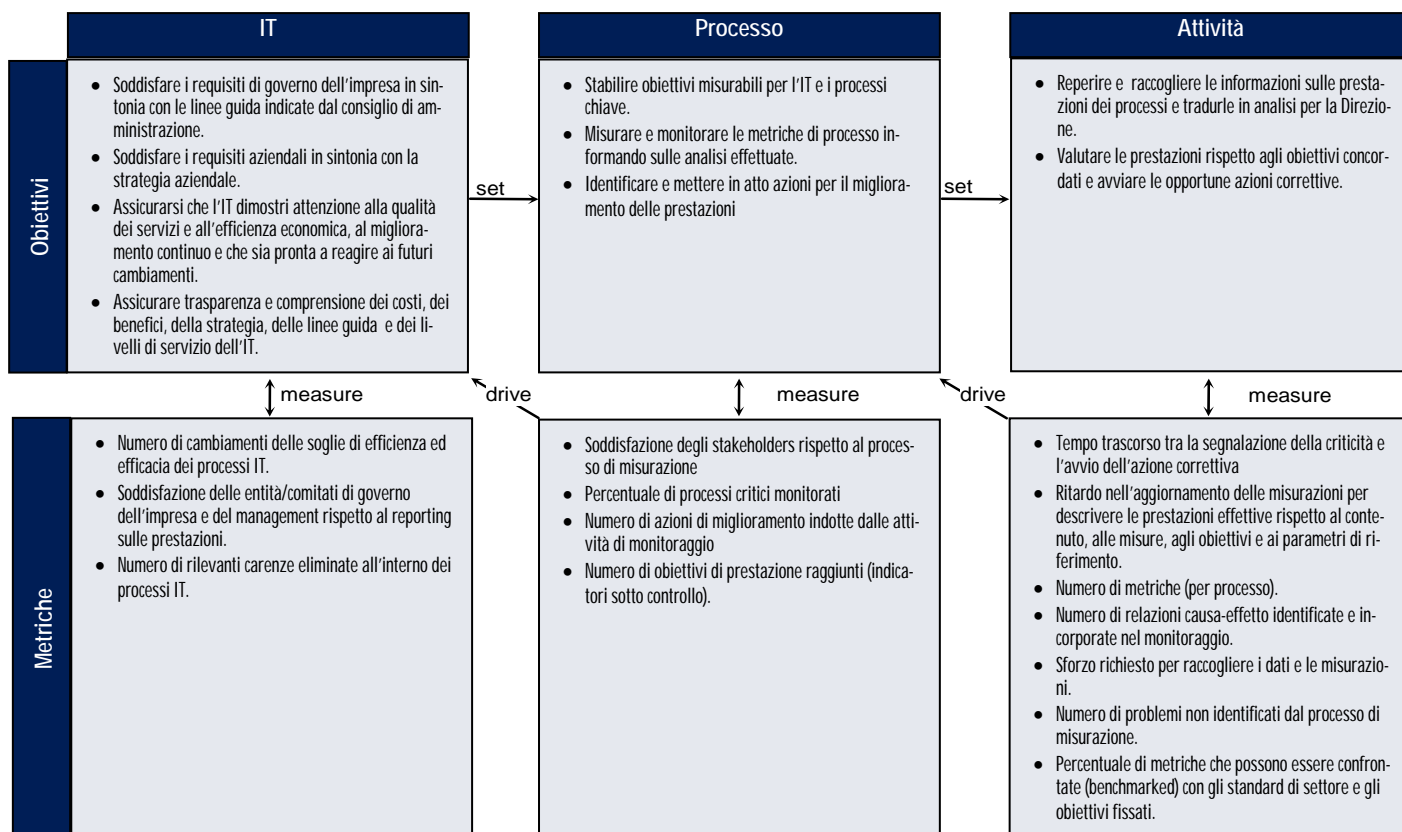 IT
Processo
Attività
Obiettivi
• Soddisfare i requisiti di governo dell'impresa in sin-
tonia con le linee guida indicate dal consiglio di am-
ministrazione.
• Soddisfare i requisiti aziendali in sintonia con la
strategia aziendale.
• Assicurarsi che l'IT dimostri attenzione alla qualità
dei servizi e all'efficienza economica, al migliora-
mento continuo e che sia pronta a reagire ai futuri
cambiamenti.
• Assicurare trasparenza e comprensione dei costi, dei
benefici, della strategia, delle linee guida e dei li-
velli di servizio dell'IT.
set
• Stabilire obiettivi misurabili per l'IT e i processi
chiave.
• Misurare e monitorare le metriche di processo in-
formando sulle analisi effettuate.
• Identificare e mettere in atto azioni per il migliora-
mento delle prestazioni
set
• Reperire e raccogliere le informazioni sulle presta-
zioni dei processi e tradurle in analisi per la Direzio-
ne.
• Valutare le prestazioni rispetto agli obiettivi concor-
dati e avviare le opportune azioni correttive.
measure
drive
measure
drive
measure
Metriche
• Numero di cambiamenti delle soglie di efficienza ed
efficacia dei processi IT.
• Soddisfazione delle entità/comitati di governo
dell'impresa e del management rispetto al reporting
sulle prestazioni.
• Numero di rilevanti carenze eliminate all'interno dei
processi IT.
• Soddisfazione degli stakeholders rispetto al proces-
so di misurazione
• Percentuale di processi critici monitorati
• Numero di azioni di miglioramento indotte dalle atti-
vità di monitoraggio
• Numero di obiettivi di prestazione raggiunti (indica-
tori sotto controllo).
• Tempo trascorso tra la segnalazione della criticità e
l'avvio dell'azione correttiva
• Ritardo nell'aggiornamento delle misurazioni per
descrivere le prestazioni effettive rispetto al conte-
nuto, alle misure, agli obiettivi e ai parametri di ri-
ferimento.
• Numero di metriche (per processo).
• Numero di relazioni causa-effetto identificate e in-
corporate nel monitoraggio.
• Sforzo richiesto per raccogliere i dati e le misurazio-
ni.
• Numero di problemi non identificati dal processo di
misurazione.
• Percentuale di metriche che possono essere confron-
tate (benchmarked) con gli standard di settore e gli
obiettivi fissati.